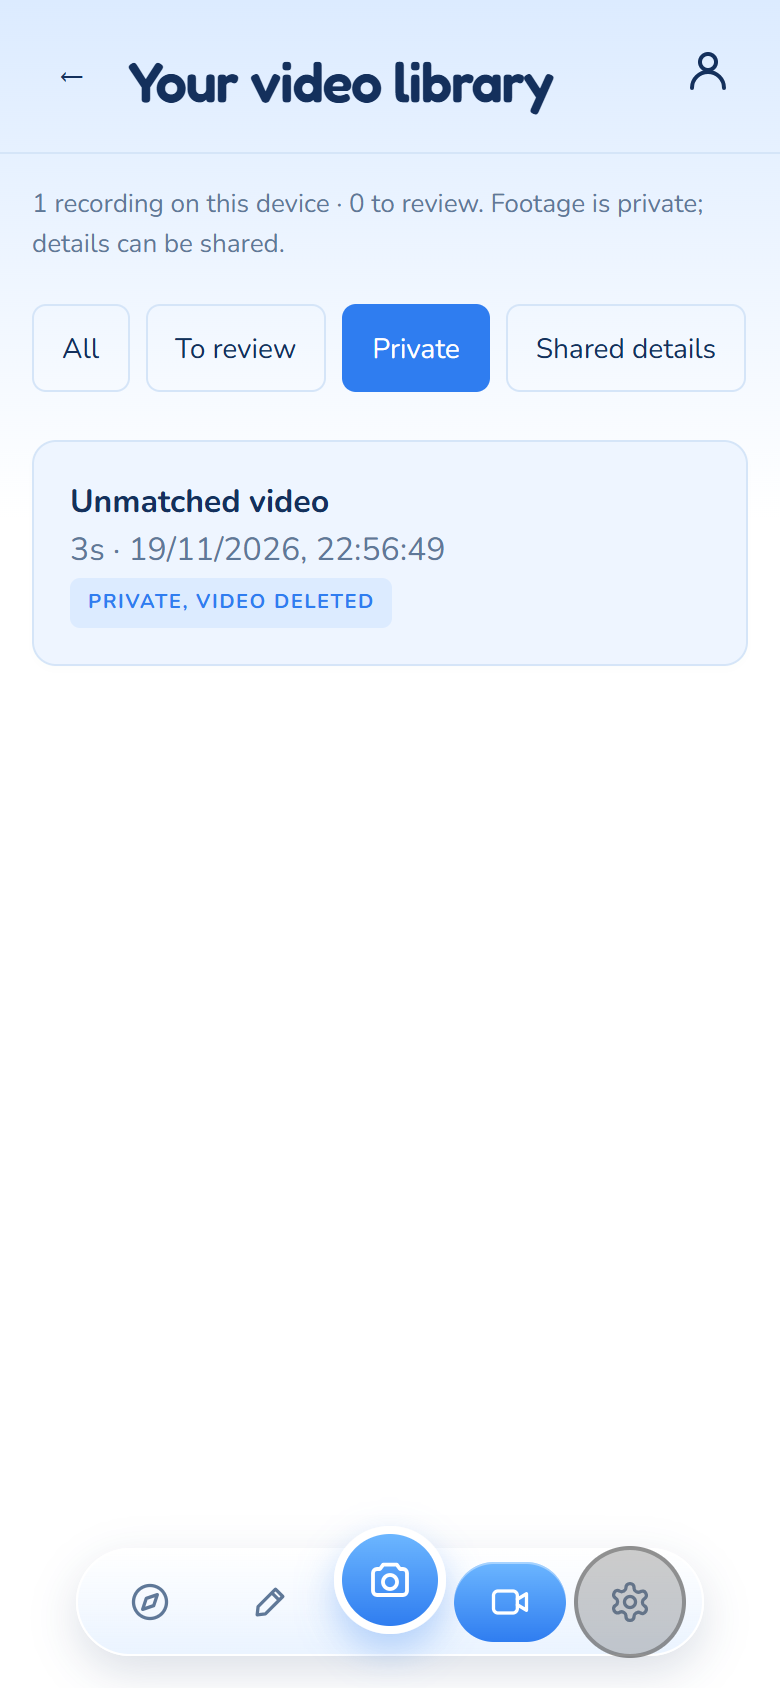 ← Your video library
1 recording on this device · 0 to review. Footage is private;
details can be shared.
All To review Private Shared details
Unmatched video
3s · 19/11/2026, 22:56:49
PRIVATE, VIDEO DELETED